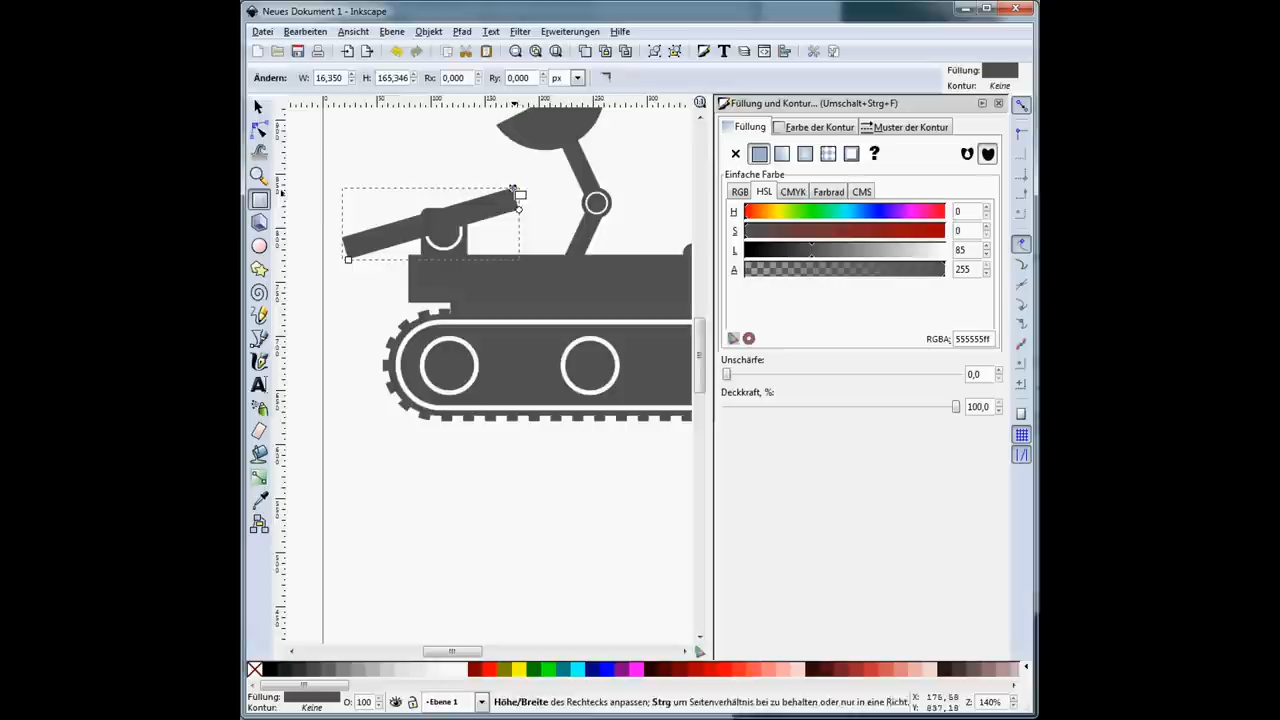 Neues Dokument 1 - Inkscape
Datei Bearbeiten Ansicht Ebene Objekt Pfad Text Filter Erweiterungen Hilfe
Ändern: W: 16,350 H: 165,346 Rx: 0,000 Ry: 0,000 px
Füllung:
Kontur: Keine
Füllung und Kontur... (Umschalt+Strg+F)
Füllung Farbe der Kontur Muster der Kontur
?
Einfache Farbe
RGB HSL CMYK Farbrad CMS
H 0
S 0
L 85
A 255
RGBA: 555555ff
Unschärfe:
0,0
Deckkraft, %:
100,0
Füllung:
Kontur: Keine
O: 100
-Ebene 1
Höhe/Breite des Rechtecks anpassen; Strg um Seitenverhältnis bei zu behalten oder nur in eine Richt.
X: 175,58
Y: 837,18
Z: 140%